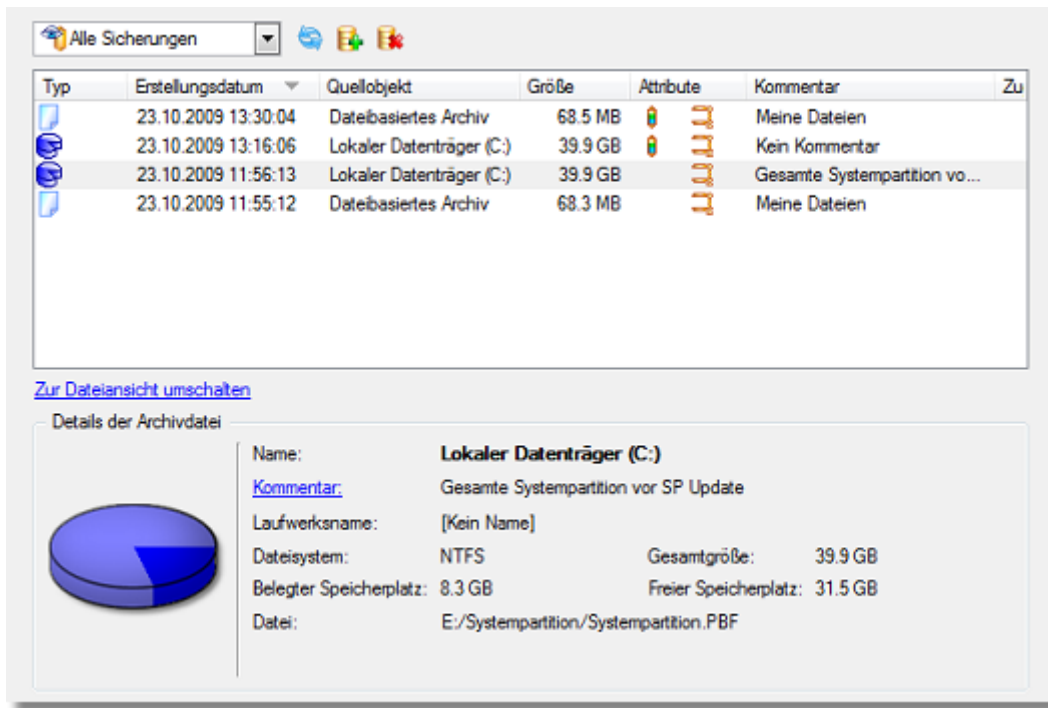 Alle Sicherungen
Typ Erstellungsdatum Quellobjekt Größe Attribute Kommentar Zu
23.10.2009 13:30:04 Dateibasiertes Archiv 68.5 MB Meine Dateien
23.10.2009 13:16:06 Lokaler Datenträger (C:) 39.9 GB Kein Kommentar
23.10.2009 11:56:13 Lokaler Datenträger (C:) 39.9 GB Gesamte Systempartition vo...
23.10.2009 11:55:12 Dateibasiertes Archiv 68.3 MB Meine Dateien
Zur Dateiansicht umschalten
Details der Archivdatei
Name: Lokaler Datenträger (C:)
Kommentar: Gesamte Systempartition vor SP Update
Laufwerksname: [Kein Name]
Dateisystem: NTFS Gesamtgröße: 39.9 GB
Belegter Speicherplatz: 8.3 GB Freier Speicherplatz: 31.5 GB
Datei: E:/Systempartition/Systempartition.PBF